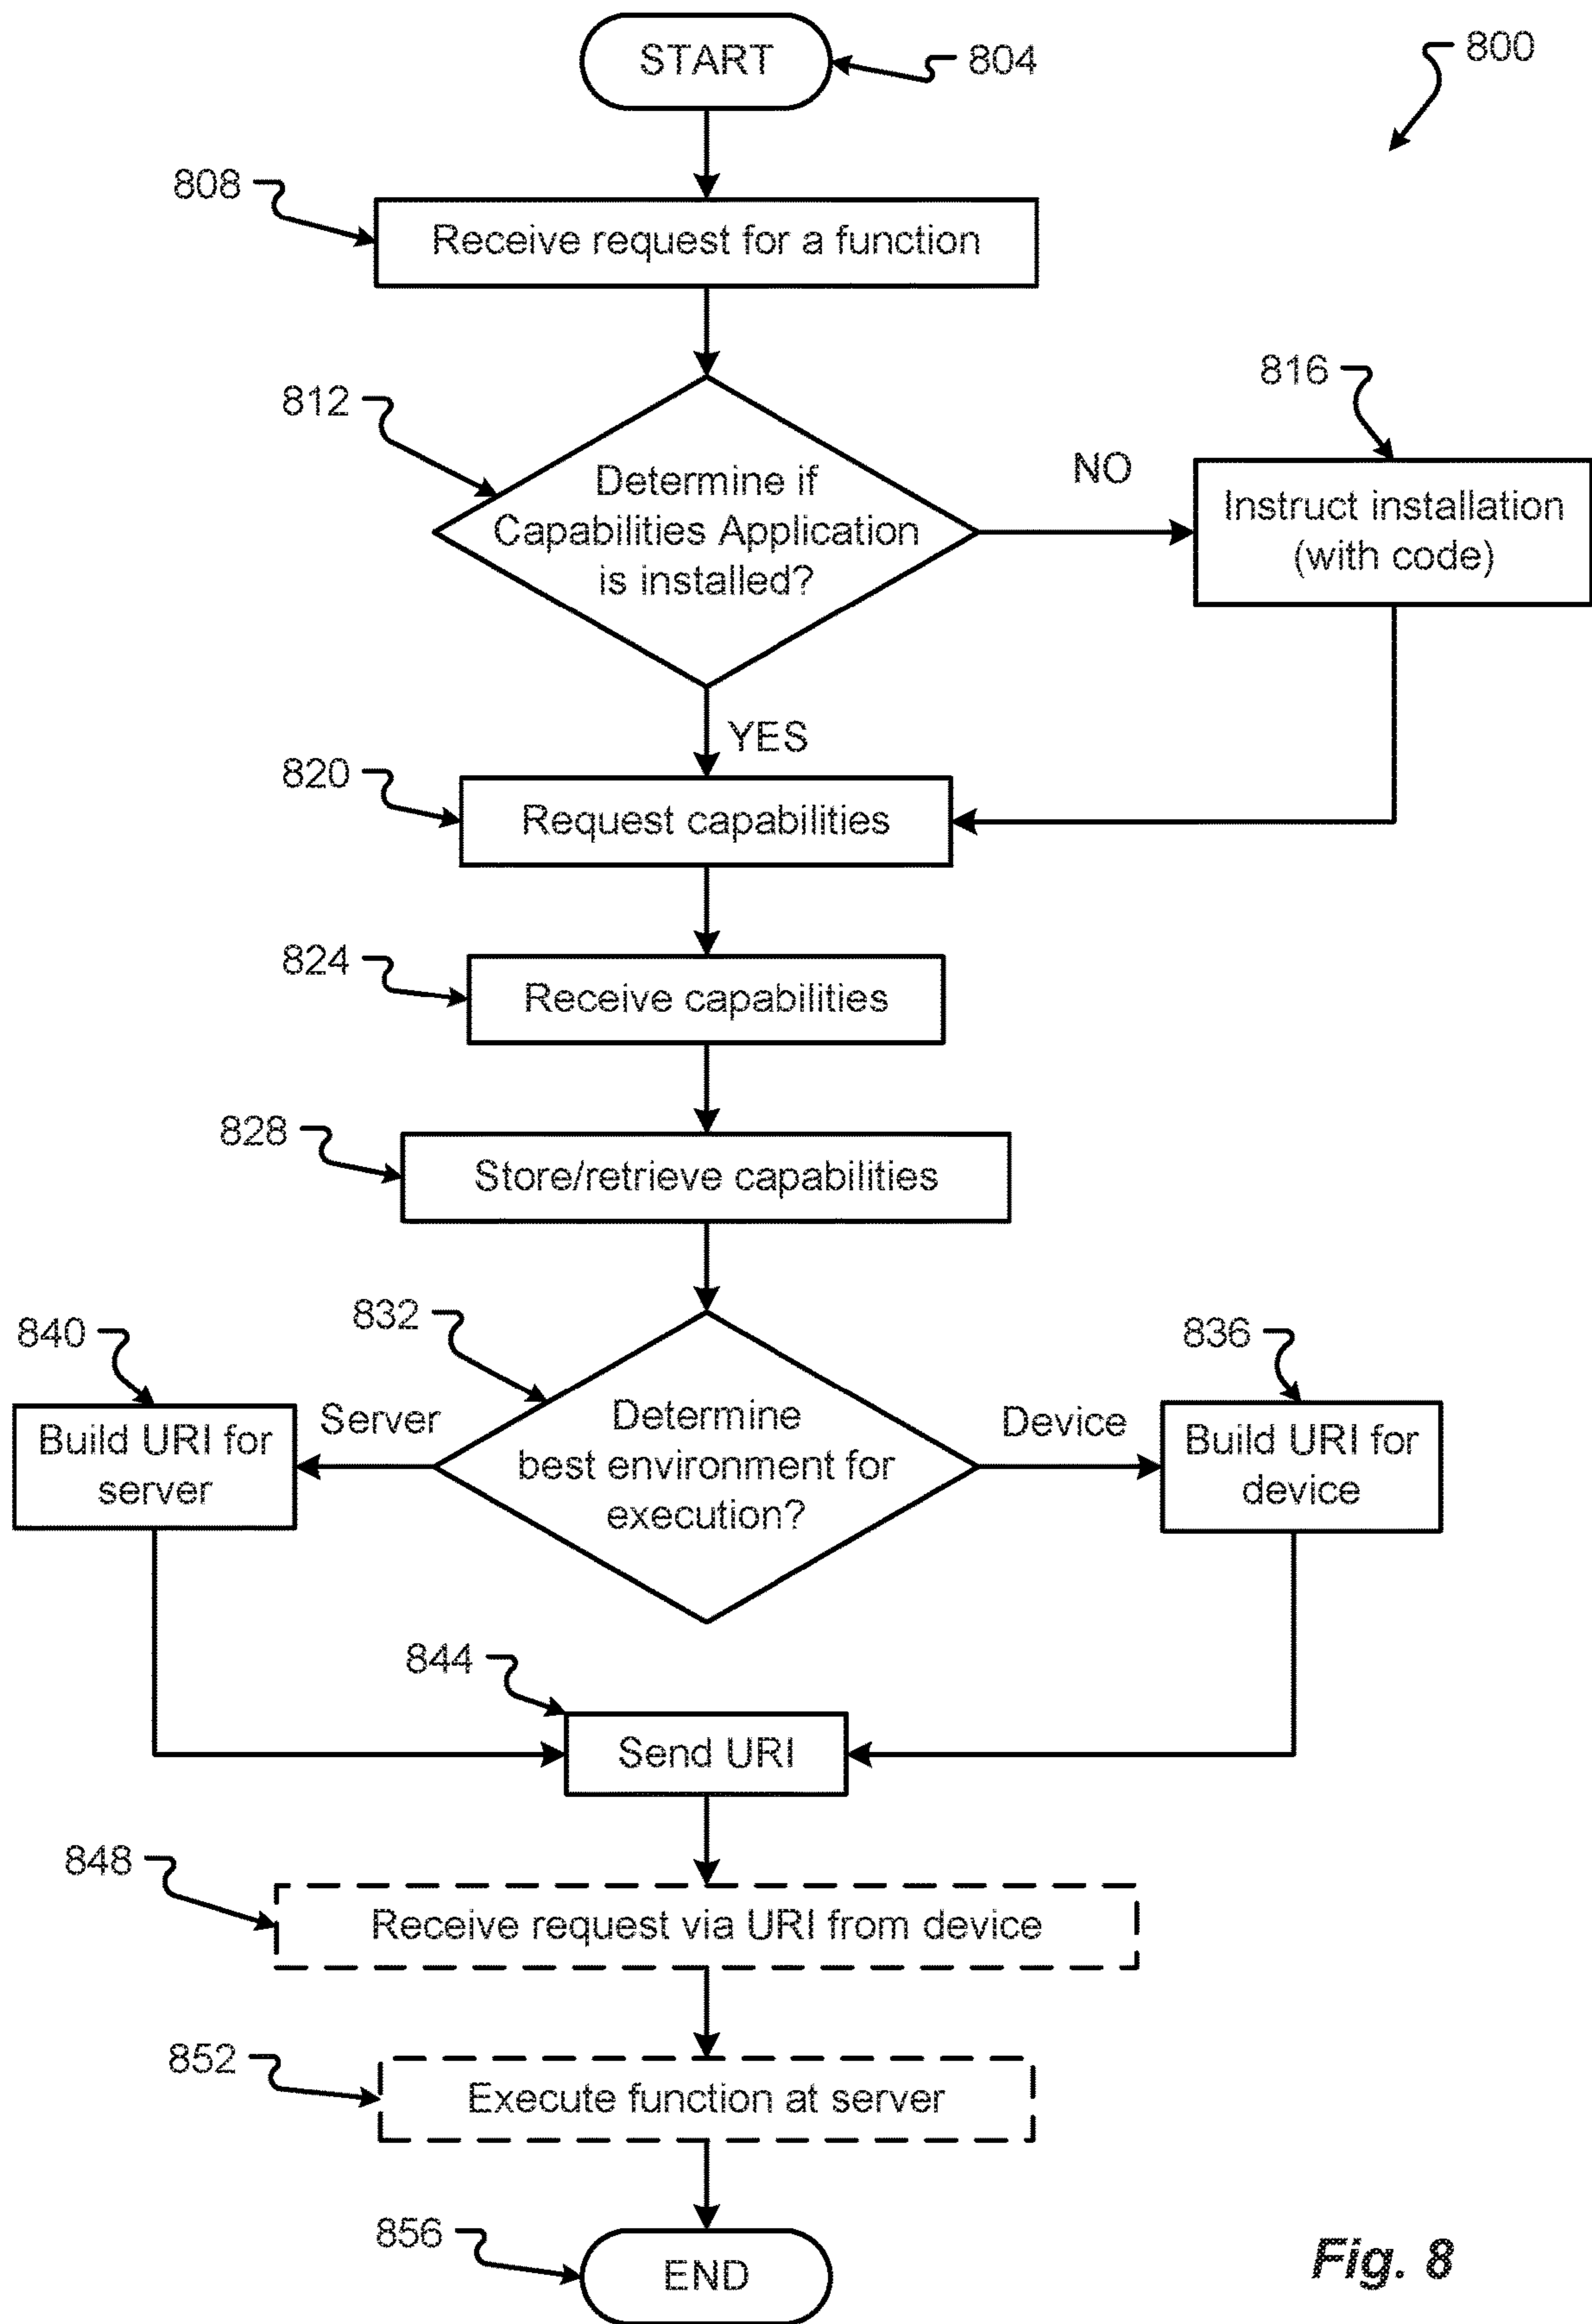 START
804
800
808
Receive request for a function
812
816
Determine if
Capabilities Application
is installed?
NO
Instruct installation
(with code)
YES
820
Request capabilities
824
Receive capabilities
828
Store/retrieve capabilities
840
832
836
Build URI for
server
Server
Determine
best environment for
execution?
Device
Build URI for
device
844
Send URI
848
Receive request via URI from device
852
Execute function at server
856
END
Fig. 8